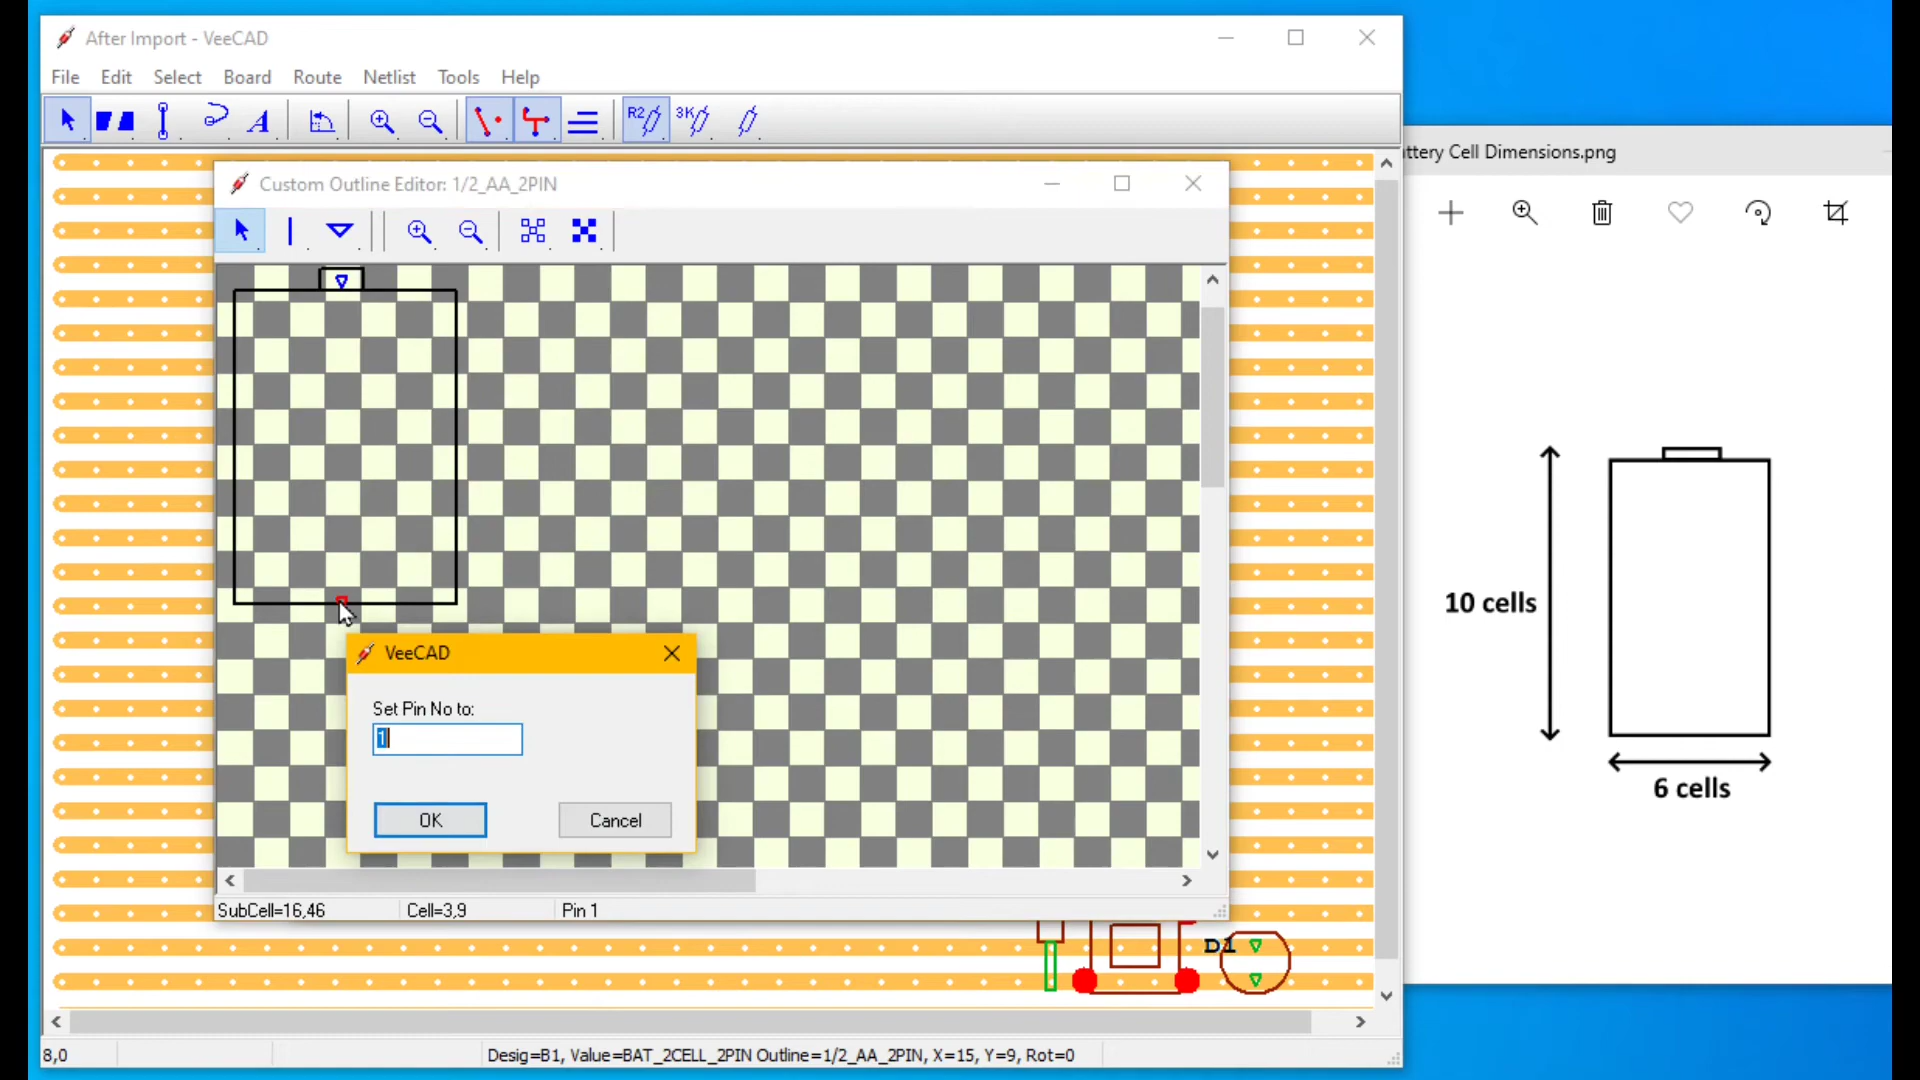 After Import - VeeCAD
File Edit Select Board Route Netlist Tools Help
A R2 3K
ttery Cell Dimensions.png
Custom Outline Editor: 1/2_AA_2PIN
VeeCAD
Set Pin No to:
1
OK Cancel
10 cells
6 cells
SubCell=16,46 Cell=3,9 Pin 1
D1
8,0 Desig=B1, Value=BAT_2CELL_2PIN Outline=1/2_AA_2PIN, X=15, Y=9, Rot=0